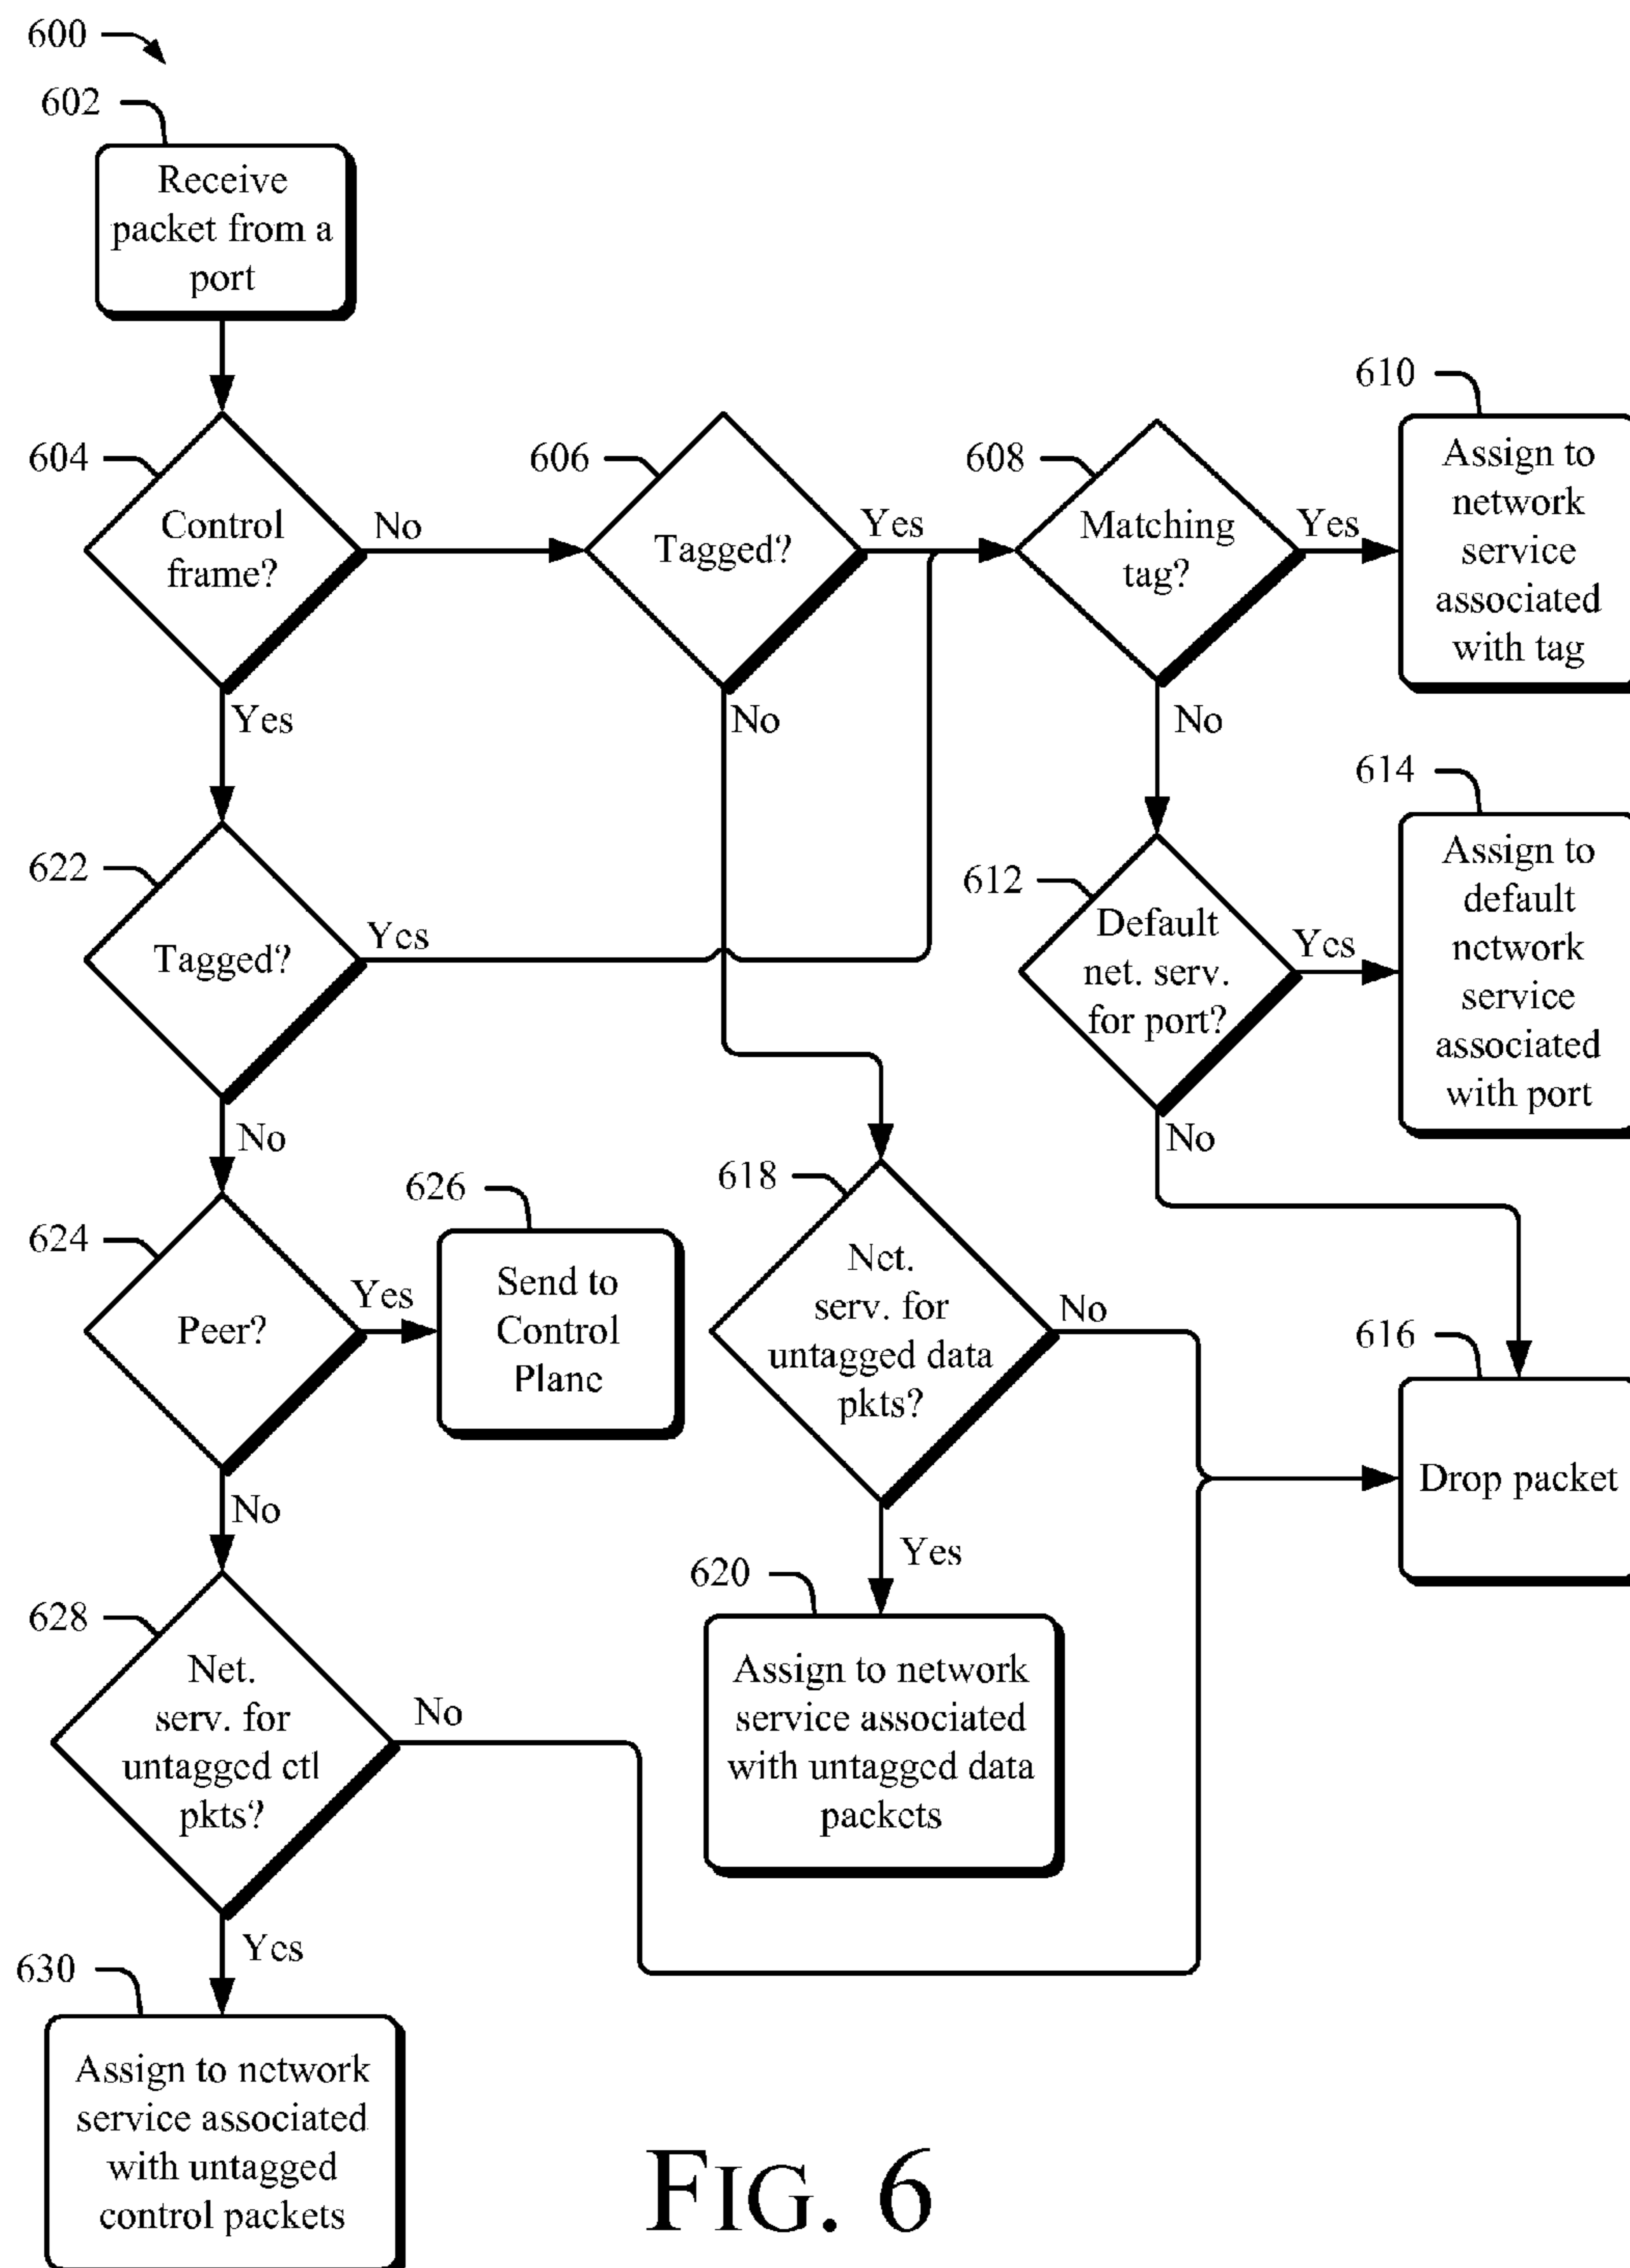 600
602
Receive
packet from a
port
604
Control
frame?
No
Yes
606
Tagged?
Yes
No
608
Matching
tag?
Yes
No
610
Assign to
network
service
associated
with tag
612
Default
net. serv.
for port?
Yes
No
614
Assign to
default
network
service
associated
with port
622
Tagged?
Yes
No
624
Peer?
Yes
No
626
Send to
Control
Plane
618
Net.
serv. for
untagged data
pkts?
No
Yes
616
Drop packet
620
Assign to network
service associated
with untagged data
packets
628
Net.
serv. for
untagged ctl
pkts?
No
Yes
630
Assign to network
service associated
with untagged
control packets
FIG. 6